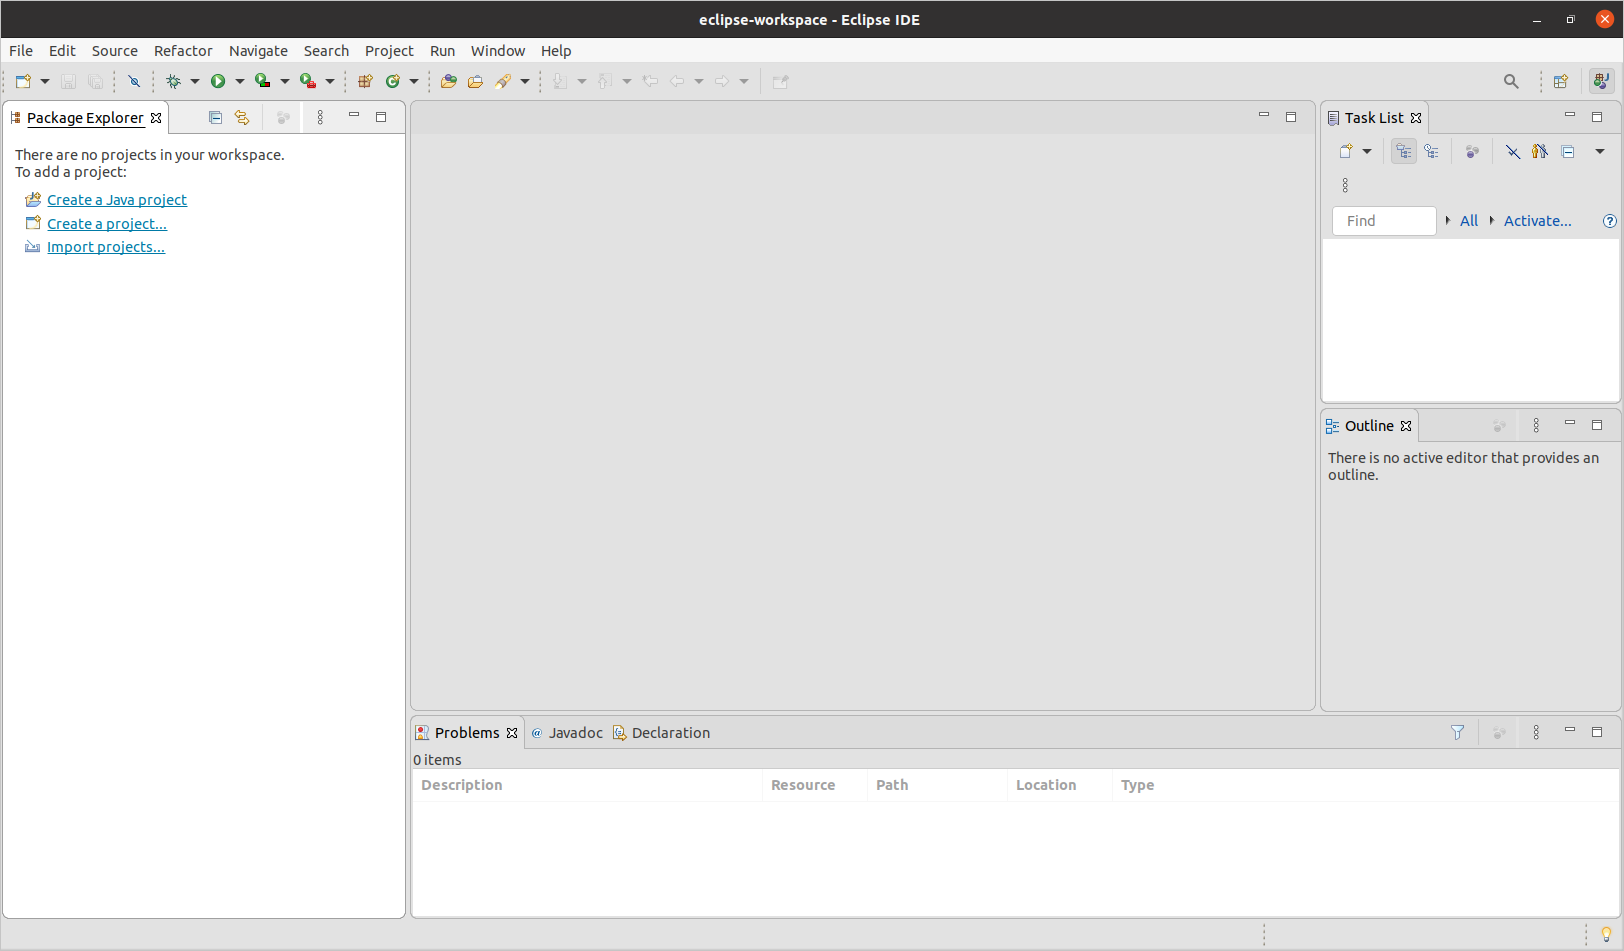 eclipse-workspace - Eclipse IDE
File Edit Source Refactor Navigate Search Project Run Window Help
Package Explorer
There are no projects in your workspace.
To add a project:
Create a Java project
Create a project...
Import projects...
Task List
Find All Activate...
Outline
There is no active editor that provides an
outline.
Problems @ Javadoc Declaration
0 items
Description Resource Path Location Type